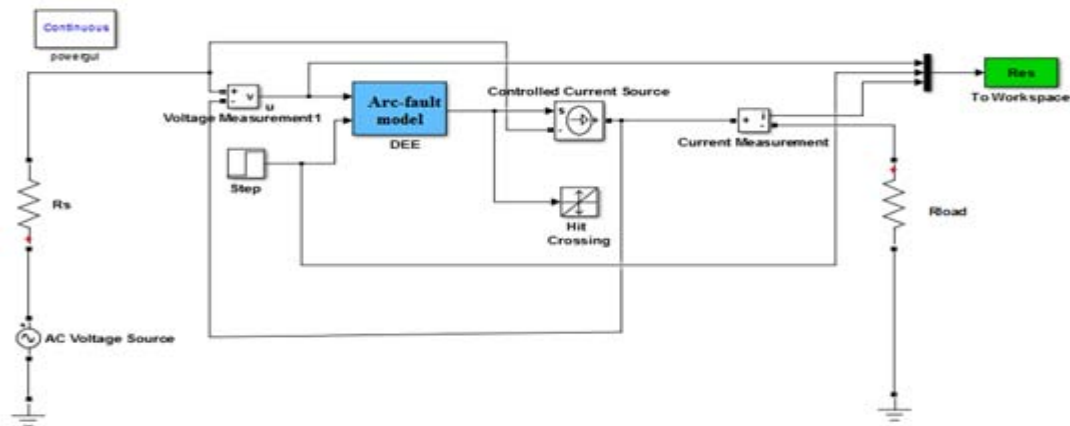 Continuous
powergui
+
-
v
u
Voltage Measurement1
Arc-fault
model
DEE
Controlled Current Source
s
-
+
i
-
Current Measurement
Res
To Workspace
Step
Hit
Crossing
Rs
Rload
AC Voltage Source